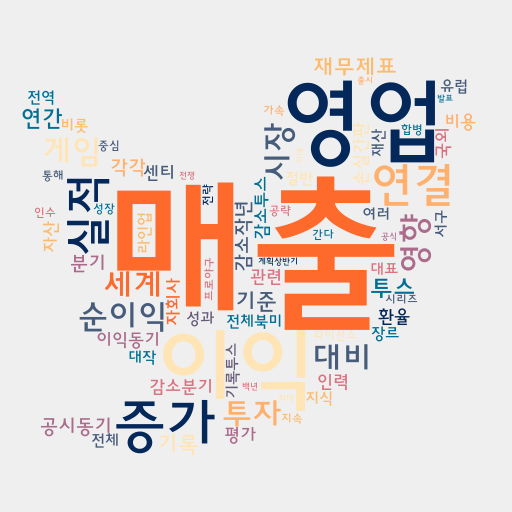 재무제표
출시
전역
영업
유럽
발표
연간
비롯
가속
시장
합병
재산
국외
비용
게임
중심
통해
각각
센티
전쟁
전략
연결
실적
매출
인수
성장
자산
라인업
감소작년
감소투스
공략
여러
서구
영향
간다
공식
분기
세계
자회사
프로야구
계획상반기
관련
대표
투스
시리즈
순이익
성과
기준
전체북미
환율
장르
이익동기
대작
이익
기록투스
대비
감소분기
백년
인력
지식
증가
투자
지속
공시동기
전체
기록
평가